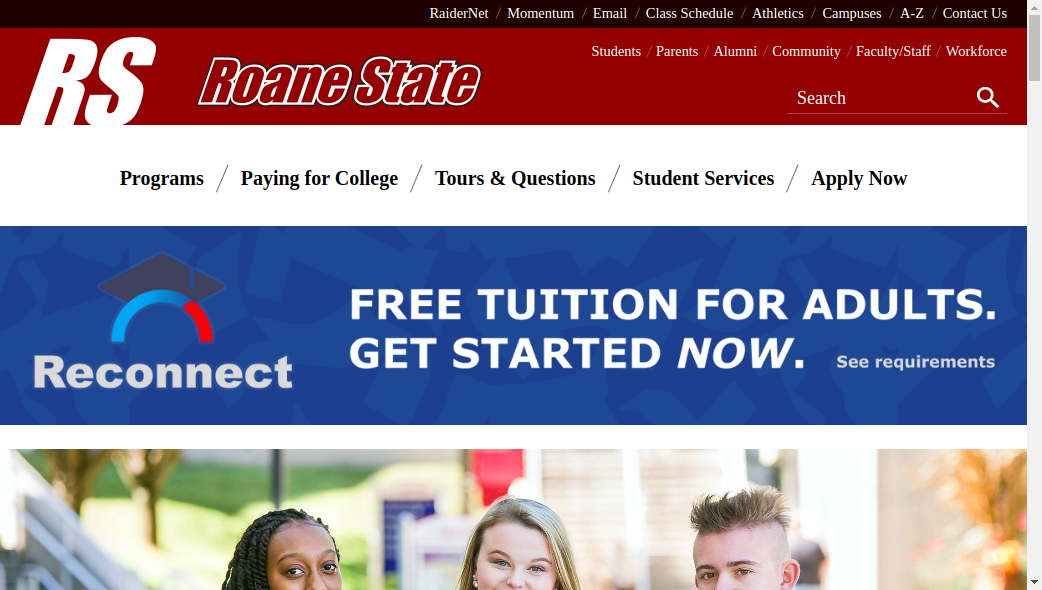 RaiderNet / Momentum / Email / Class Schedule / Athletics / Campuses / A-Z / Contact Us
RS
Roane State
Students / Parents / Alumni / Community / Faculty/Staff / Workforce
Search
Programs / Paying for College / Tours & Questions / Student Services / Apply Now
Reconnect
FREE TUITION FOR ADULTS.
GET STARTED NOW.
See requirements